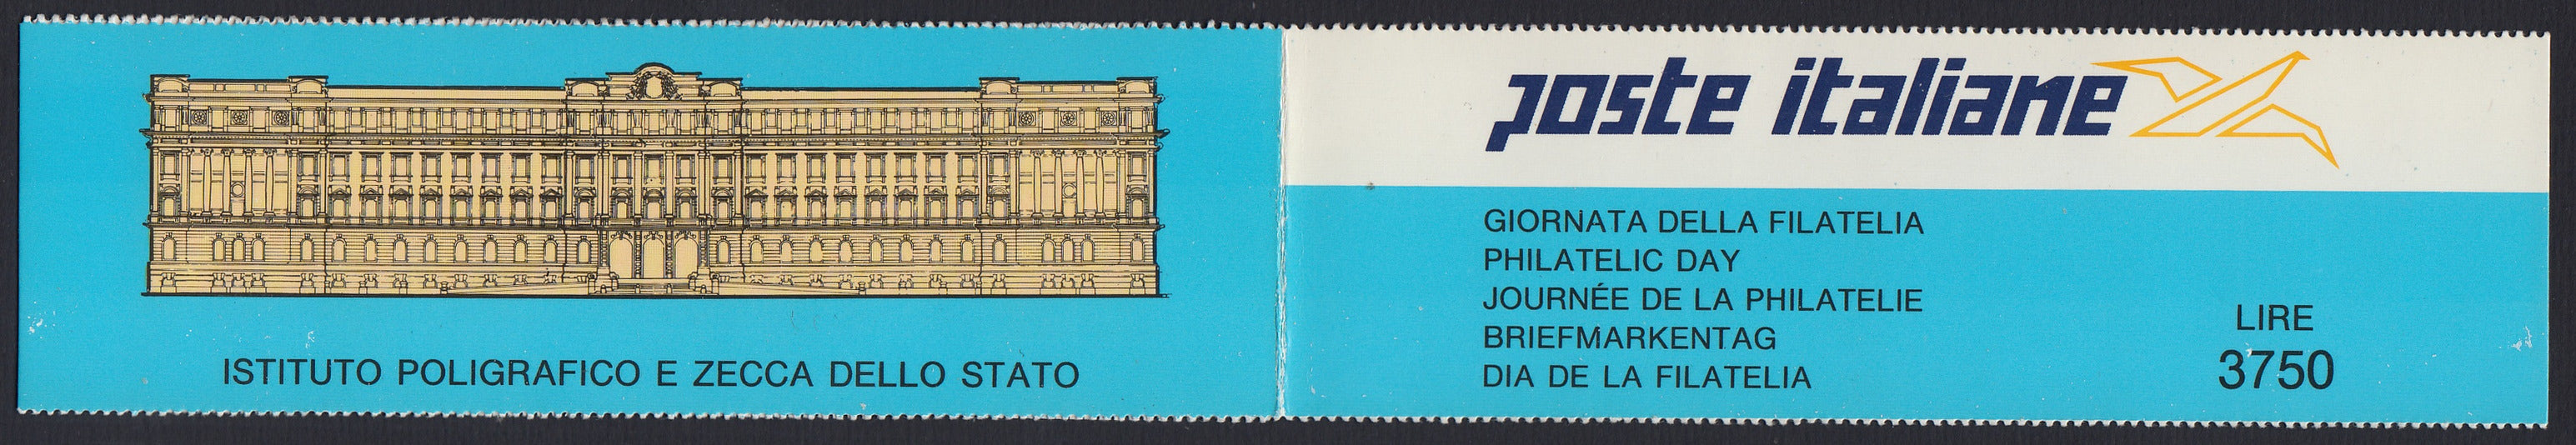 ISTITUTO POLIGRAFICO E ZECCA DELLO STATO
poste italiane
GIORNATA DELLA FILATELIA
PHILATELIC DAY
JOURNÉE DE LA PHILATELIE
BRIEFMARKENTAG
DIA DE LA FILATELIA
LIRE
3750